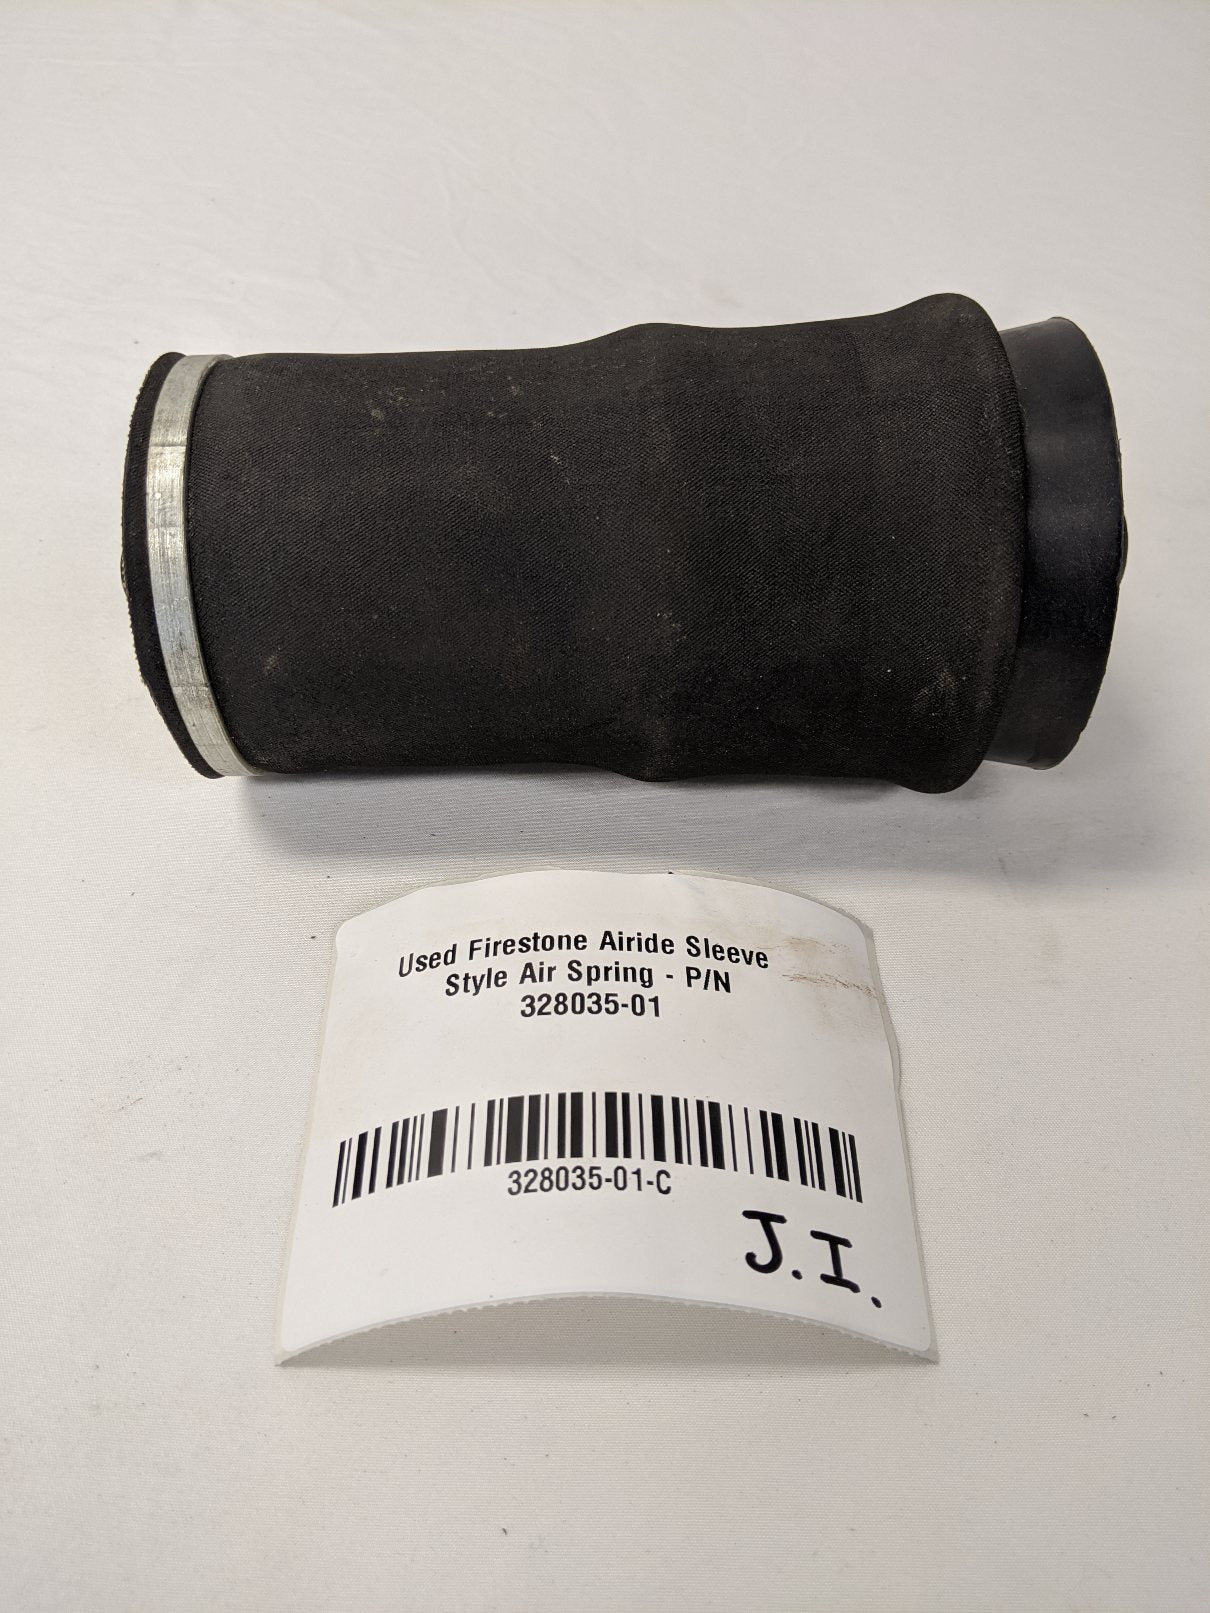 Used Firestone Airide Sleeve
Style Air Spring - P/N
328035-01
328035-01-C
J.I.